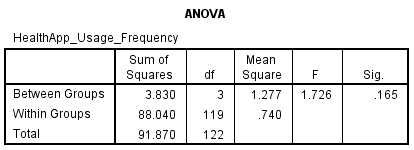 ANOVA
HealthApp_Usage_Frequency
Sum of Squares df Mean Square F Sig.
Between Groups 3.830 3 1.277 1.726 .165
Within Groups 88.040 119 .740
Total 91.870 122